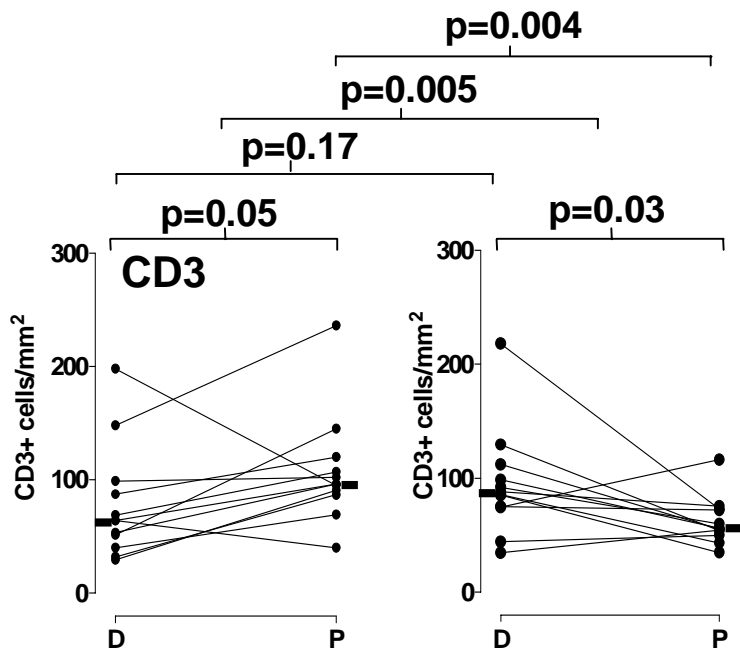 p=0.004
p=0.005
p=0.17
p=0.05
p=0.03
CD3
300
200
100
0
CD3+ cells/mm²
D
P
300
200
100
0
CD3+ cells/mm²
D
P